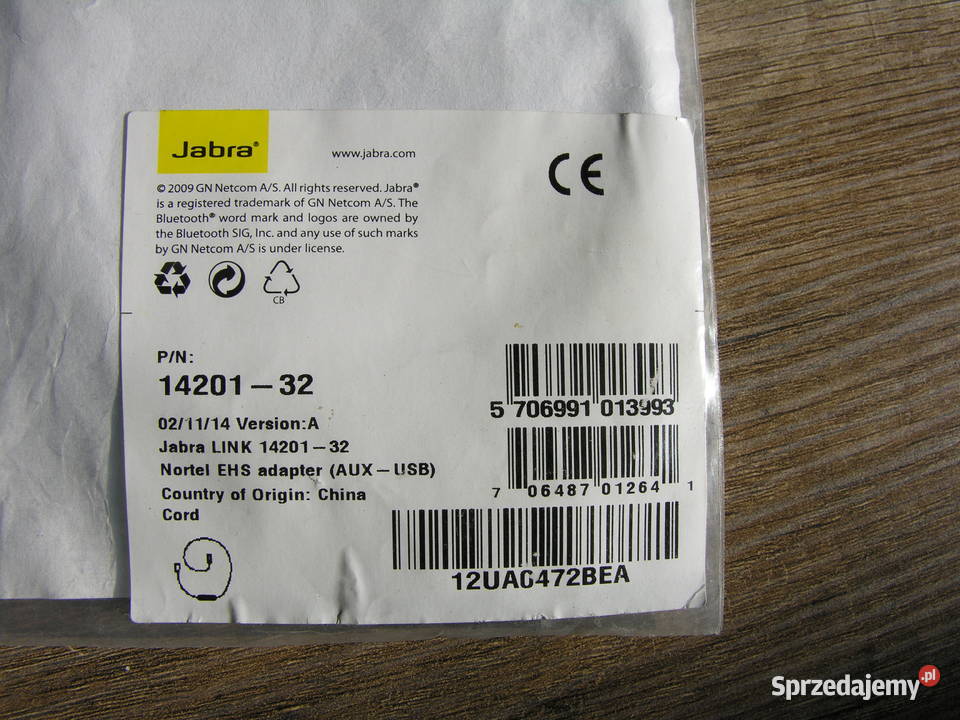 Jabra®
www.jabra.com
CE
© 2009 GN Netcom A/S. All rights reserved. Jabra®
is a registered trademark of GN Netcom A/S. The
Bluetooth® word mark and logos are owned by
the Bluetooth SIG, Inc. and any use of such marks
by GN Netcom A/S is under license.
CB
P/N:
14201-32
02/11/14 Version:A
Jabra LINK 14201-32
Nortel EHS adapter (AUX-USB)
Country of Origin: China
Cord
5 706991 013993
7 06487 01264 1
12UA0472BEA
Sprzedajemy.pl